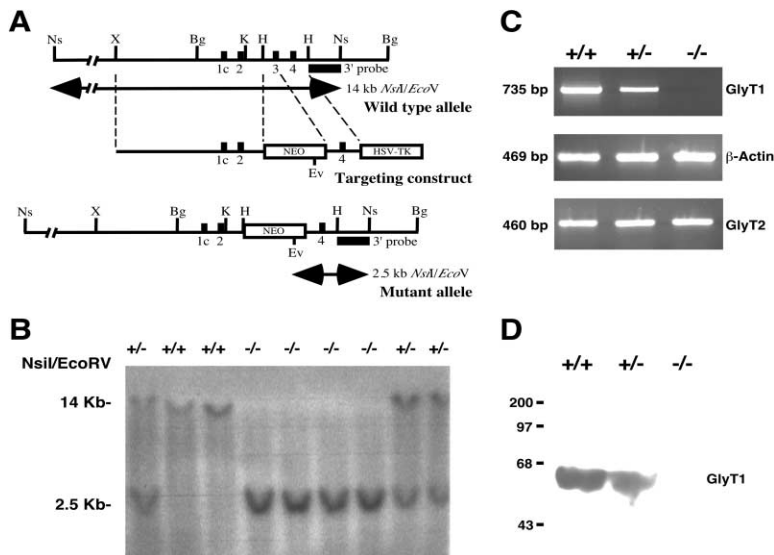 A
Ns X Bg K H H Ns Bg
1c 2 3 4 3' probe
14 kb NsiI/EcoV
Wild type allele
1c 2 NEO 4 HSV-TK
Ev
Targeting construct
Ns X Bg K H H Ns Bg
1c 2 NEO 4 3' probe
Ev
2.5 kb NsiI/EcoV
Mutant allele
B
+/- +/+ +/+ -/- -/- -/- -/- +/- +/-
NsiI/EcoRV
14 Kb-
2.5 Kb-
C
+/+ +/- -/-
735 bp GlyT1
469 bp β-Actin
460 bp GlyT2
D
+/+ +/- -/-
200
97
68
GlyT1
43